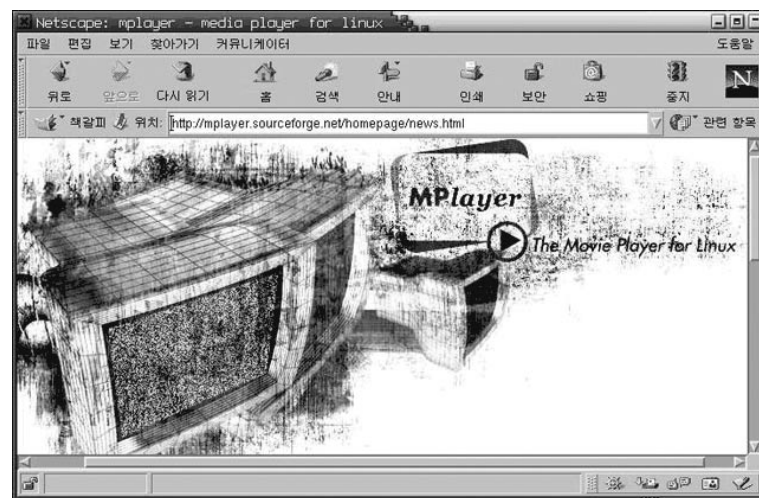 Netscape: mplayer - media player for linux
파일 편집 보기 찾아가기 커뮤니케이터 도움말
뒤로 앞으로 다시 읽기 홈 검색 안내 인쇄 보안 쇼핑 중지 N
책갈피 위치: http://mplayer.sourceforge.net/homepage/news.html 관련 항목
MPlayer
The Movie Player for Linux